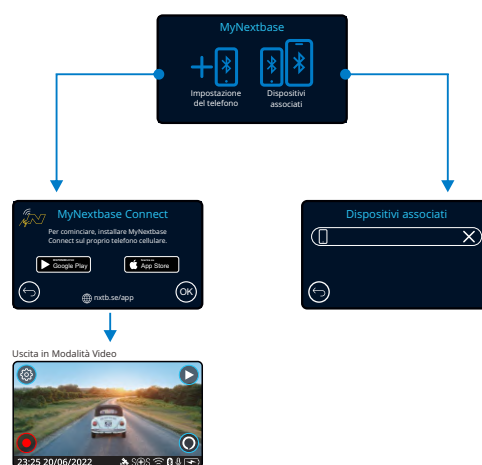 MyNextbase
Impostazione
del telefono
Dispositivi
associati
MyNextbase Connect
Per cominciare, installare MyNextbase
Connect sul proprio telefono cellulare.
Google Play
App Store
OK
nxtb.se/app
Dispositivi associati
Uscita in Modalità Video
23:25 20/06/2022
SOS